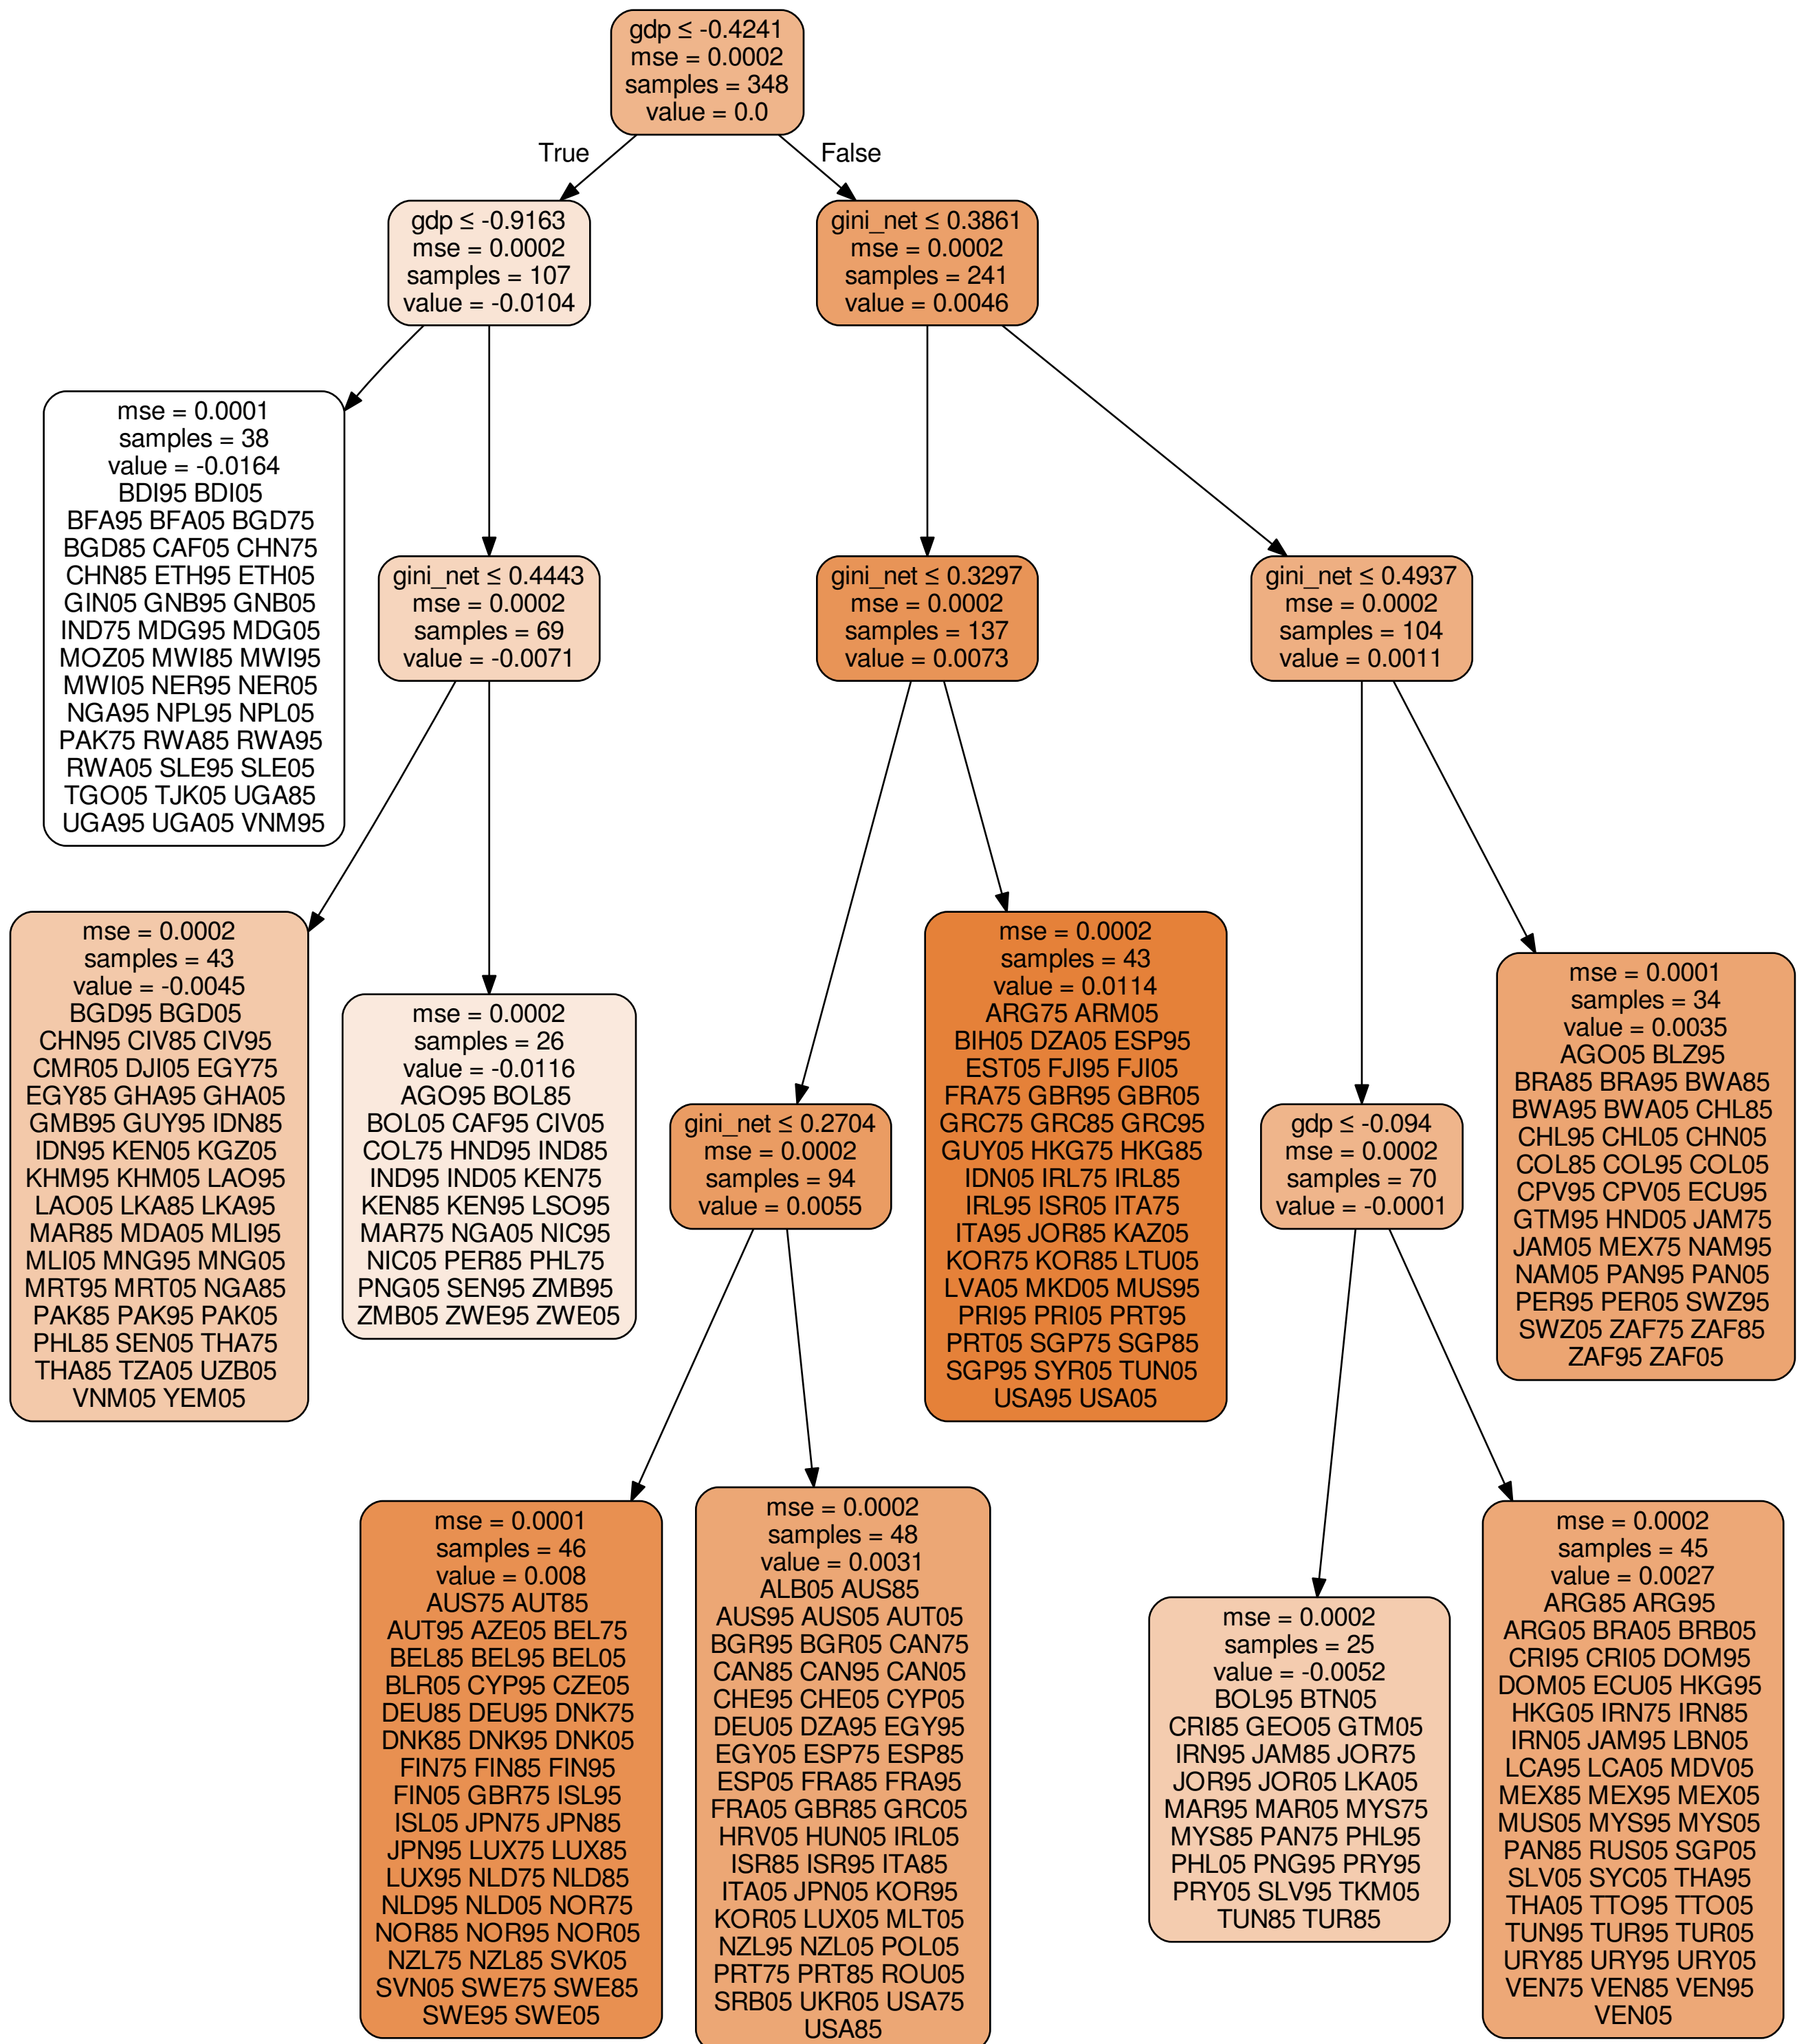 gdp ≤ -0.4241
mse = 0.0002
samples = 348
value = 0.0
True
False
gdp ≤ -0.9163
mse = 0.0002
samples = 107
value = -0.0104
gini_net ≤ 0.3861
mse = 0.0002
samples = 241
value = 0.0046
mse = 0.0001
samples = 38
value = -0.0164
BDI95 BDI05
BFA95 BFA05 BGD75
BGD85 CAF05 CHN75
CHN85 ETH95 ETH05
GIN05 GNB95 GNB05
IND75 MDG95 MDG05
MOZ05 MWI85 MWI95
MWI05 NER95 NER05
NGA95 NPL95 NPL05
PAK75 RWA85 RWA95
RWA05 SLE95 SLE05
TGO05 TJK05 UGA85
UGA95 UGA05 VNM95
gini_net ≤ 0.4443
mse = 0.0002
samples = 69
value = -0.0071
gini_net ≤ 0.3297
mse = 0.0002
samples = 137
value = 0.0073
gini_net ≤ 0.4937
mse = 0.0002
samples = 104
value = 0.0011
mse = 0.0002
samples = 43
value = -0.0045
BGD95 BGD05
CHN95 CIV85 CIV95
CMR05 DJI05 EGY75
EGY85 GHA95 GHA05
GMB95 GUY95 IDN85
IDN95 KEN05 KGZ05
KHM95 KHM05 LAO95
LAO05 LKA85 LKA95
MAR85 MDA05 MLI95
MLI05 MNG95 MNG05
MRT95 MRT05 NGA85
PAK85 PAK95 PAK05
PHL85 SEN05 THA75
THA85 TZA05 UZB05
VNM05 YEM05
mse = 0.0002
samples = 26
value = -0.0116
AGO95 BOL85
BOL05 CAF95 CIV05
COL75 HND95 IND85
IND95 IND05 KEN75
KEN85 KEN95 LSO95
MAR75 NGA05 NIC95
NIC05 PER85 PHL75
PNG05 SEN95 ZMB95
ZMB05 ZWE95 ZWE05
gini_net ≤ 0.2704
mse = 0.0002
samples = 94
value = 0.0055
mse = 0.0002
samples = 43
value = 0.0114
ARG75 ARM05
BIH05 DZA05 ESP95
EST05 FJI95 FJI05
FRA75 GBR95 GBR05
GRC75 GRC85 GRC95
GUY05 HKG75 HKG85
IDN05 IRL75 IRL85
IRL95 ISR05 ITA75
ITA95 JOR85 KAZ05
KOR75 KOR85 LTU05
LVA05 MKD05 MUS95
PRI95 PRI05 PRT95
PRT05 SGP75 SGP85
SGP95 SYR05 TUN05
USA95 USA05
gdp ≤ -0.094
mse = 0.0002
samples = 70
value = -0.0001
mse = 0.0001
samples = 34
value = 0.0035
AGO05 BLZ95
BRA85 BRA95 BWA85
BWA95 BWA05 CHL85
CHL95 CHL05 CHN05
COL85 COL95 COL05
CPV95 CPV05 ECU95
GTM95 HND05 JAM75
JAM05 MEX75 NAM95
NAM05 PAN95 PAN05
PER95 PER05 SWZ95
SWZ05 ZAF75 ZAF85
ZAF95 ZAF05
mse = 0.0001
samples = 46
value = 0.008
AUS75 AUT85
AUT95 AZE05 BEL75
BEL85 BEL95 BEL05
BLR05 CYP95 CZE05
DEU85 DEU95 DNK75
DNK85 DNK95 DNK05
FIN75 FIN85 FIN95
FIN05 GBR75 ISL95
ISL05 JPN75 JPN85
JPN95 LUX75 LUX85
LUX95 NLD75 NLD85
NLD95 NLD05 NOR75
NOR85 NOR95 NOR05
NZL75 NZL85 SVK05
SVN05 SWE75 SWE85
SWE95 SWE05
mse = 0.0002
samples = 48
value = 0.0031
ALB05 AUS85
AUS95 AUS05 AUT05
BGR95 BGR05 CAN75
CAN85 CAN95 CAN05
CHE95 CHE05 CYP05
DEU05 DZA95 EGY95
EGY05 ESP75 ESP85
ESP05 FRA85 FRA95
FRA05 GBR85 GRC05
HRV05 HUN05 IRL05
ISR85 ISR95 ITA85
ITA05 JPN05 KOR95
KOR05 LUX05 MLT05
NZL95 NZL05 POL05
PRT75 PRT85 ROU05
SRB05 UKR05 USA75
USA85
mse = 0.0002
samples = 25
value = -0.0052
BOL95 BTN05
CRI85 GEO05 GTM05
IRN95 JAM85 JOR75
JOR95 JOR05 LKA05
MAR95 MAR05 MYS75
MYS85 PAN75 PHL95
PHL05 PNG95 PRY95
PRY05 SLV95 TKM05
TUN85 TUR85
mse = 0.0002
samples = 45
value = 0.0027
ARG85 ARG95
ARG05 BRA05 BRB05
CRI95 CRI05 DOM95
DOM05 ECU05 HKG95
HKG05 IRN75 IRN85
IRN05 JAM95 LBN05
LCA95 LCA05 MDV05
MEX85 MEX95 MEX05
MUS05 MYS95 MYS05
PAN85 RUS05 SGP05
SLV05 SYC05 THA95
THA05 TTO95 TTO05
TUN95 TUR95 TUR05
URY85 URY95 URY05
VEN75 VEN85 VEN95
VEN05